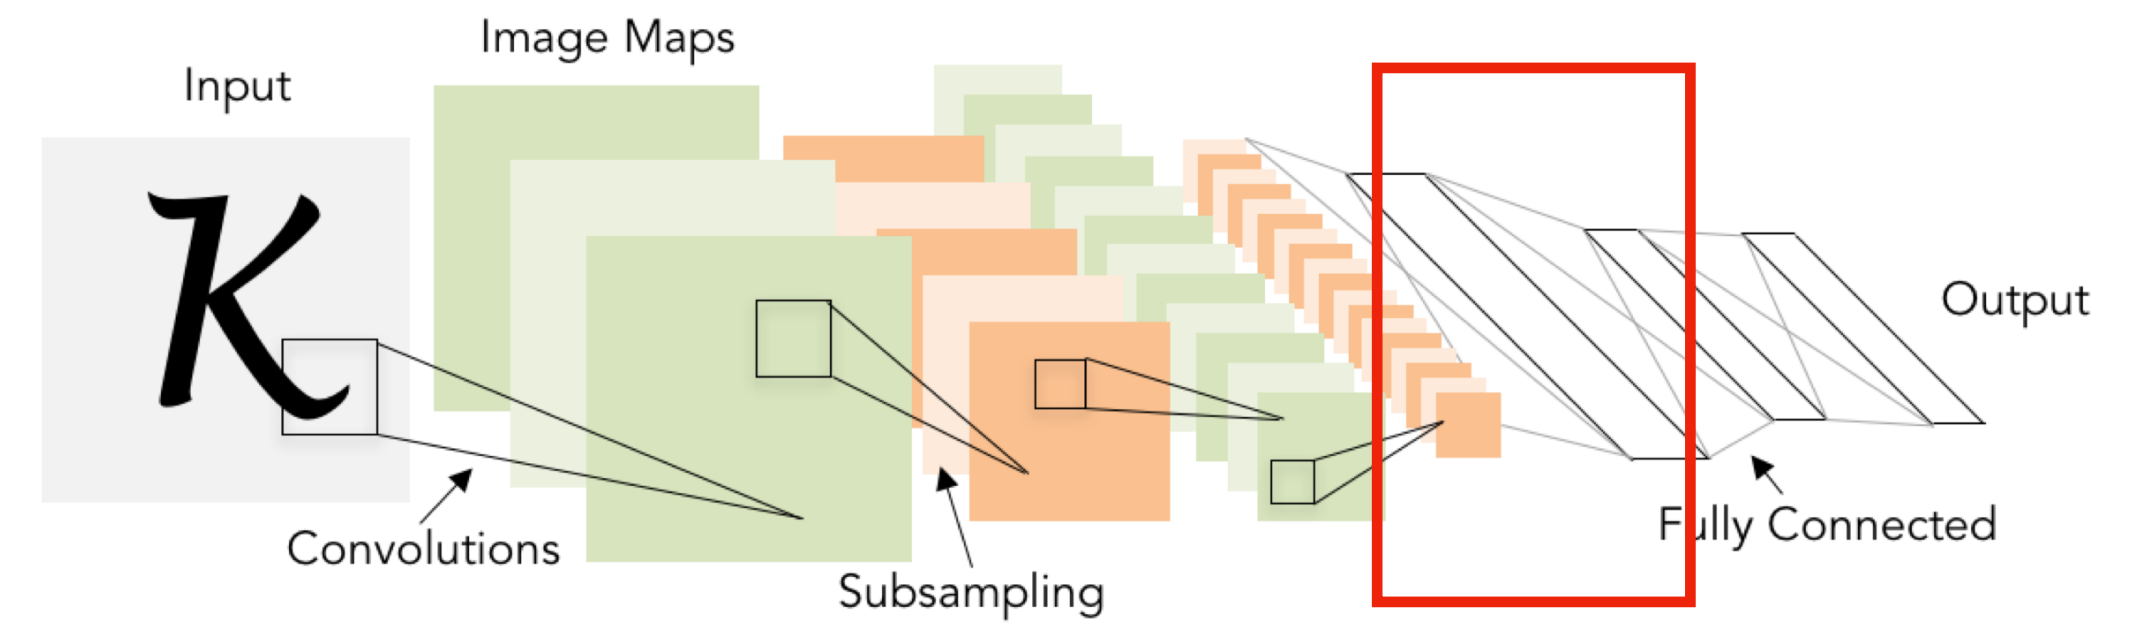 Image Maps
Input
K
Output
Convolutions
Subsampling
Fully Connected